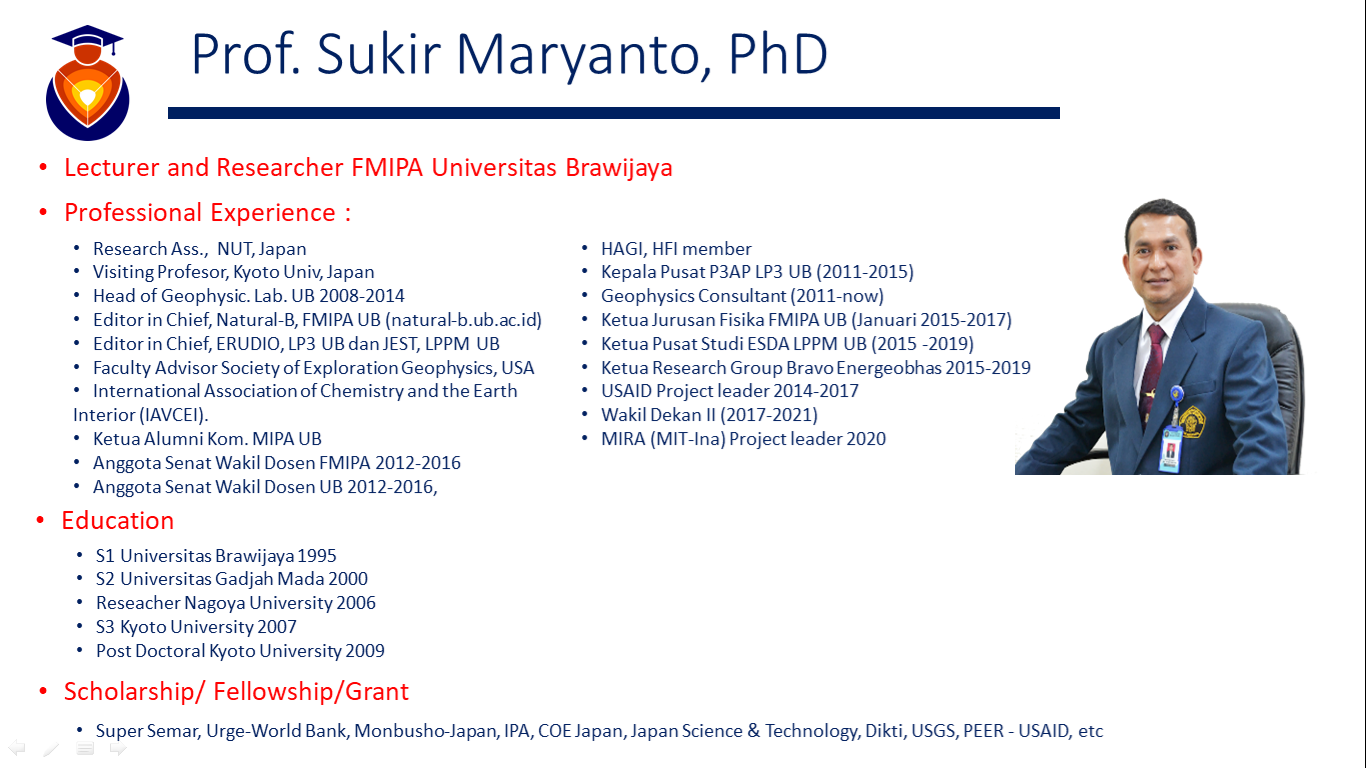 Prof. Sukir Maryanto, PhD
• Lecturer and Researcher FMIPA Universitas Brawijaya
• Professional Experience :
• Research Ass., NUT, Japan
• Visiting Profesor, Kyoto Univ, Japan
• Head of Geophysic. Lab. UB 2008-2014
• Editor in Chief, Natural-B, FMIPA UB (natural-b.ub.ac.id)
• Editor in Chief, ERUDIO, LP3 UB dan JEST, LPPM UB
• Faculty Advisor Society of Exploration Geophysics, USA
• International Association of Chemistry and the Earth
Interior (IAVCEI).
• Ketua Alumni Kom. MIPA UB
• Anggota Senat Wakil Dosen FMIPA 2012-2016
• Anggota Senat Wakil Dosen UB 2012-2016,
• HAGI, HFI member
• Kepala Pusat P3AP LP3 UB (2011-2015)
• Geophysics Consultant (2011-now)
• Ketua Jurusan Fisika FMIPA UB (Januari 2015-2017)
• Ketua Pusat Studi ESDA LPPM UB (2015 -2019)
• Ketua Research Group Bravo Energeobhas 2015-2019
• USAID Project leader 2014-2017
• Wakil Dekan II (2017-2021)
• MIRA (MIT-Ina) Project leader 2020
• Education
• S1 Universitas Brawijaya 1995
• S2 Universitas Gadjah Mada 2000
• Reseacher Nagoya University 2006
• S3 Kyoto University 2007
• Post Doctoral Kyoto University 2009
• Scholarship/ Fellowship/Grant
• Super Semar, Urge-World Bank, Monbusho-Japan, IPA, COE Japan, Japan Science & Technology, Dikti, USGS, PEER - USAID, etc